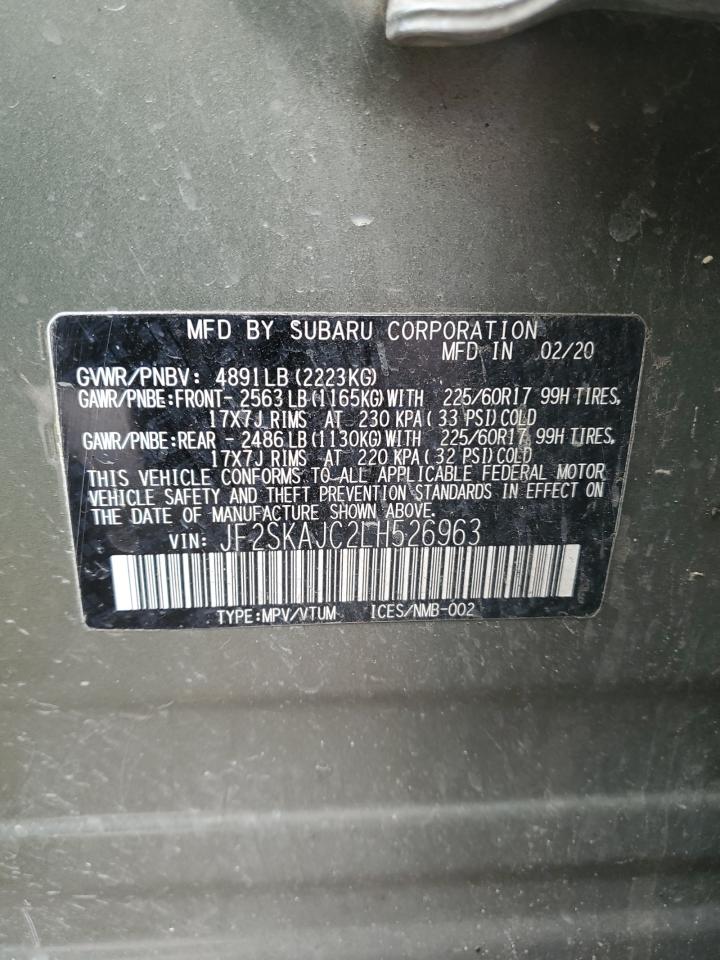 MFD BY SUBARU CORPORATION
MFD IN 02/20
GVWR/PNBV: 4891LB (2223KG)
GAWR/PNBE:FRONT- 2563 LB (1165KG) WITH 225/60R17 99H TIRES,
17X7J RIMS AT 230 KPA ( 33 PSI) COLD
GAWR/PNBE:REAR - 2486 LB (1130KG) WITH 225/60R17 99H TIRES,
17X7J RIMS AT 220 KPA ( 32 PSI) COLD
THIS VEHICLE CONFORMS TO ALL APPLICABLE FEDERAL MOTOR
VEHICLE SAFETY AND THEFT PREVENTION STANDARDS IN EFFECT ON
THE DATE OF MANUFACTURE SHOWN ABOVE.
VIN: JF2SKAJC2LH526963
TYPE:MPV/VTUM ICES/NMB-002